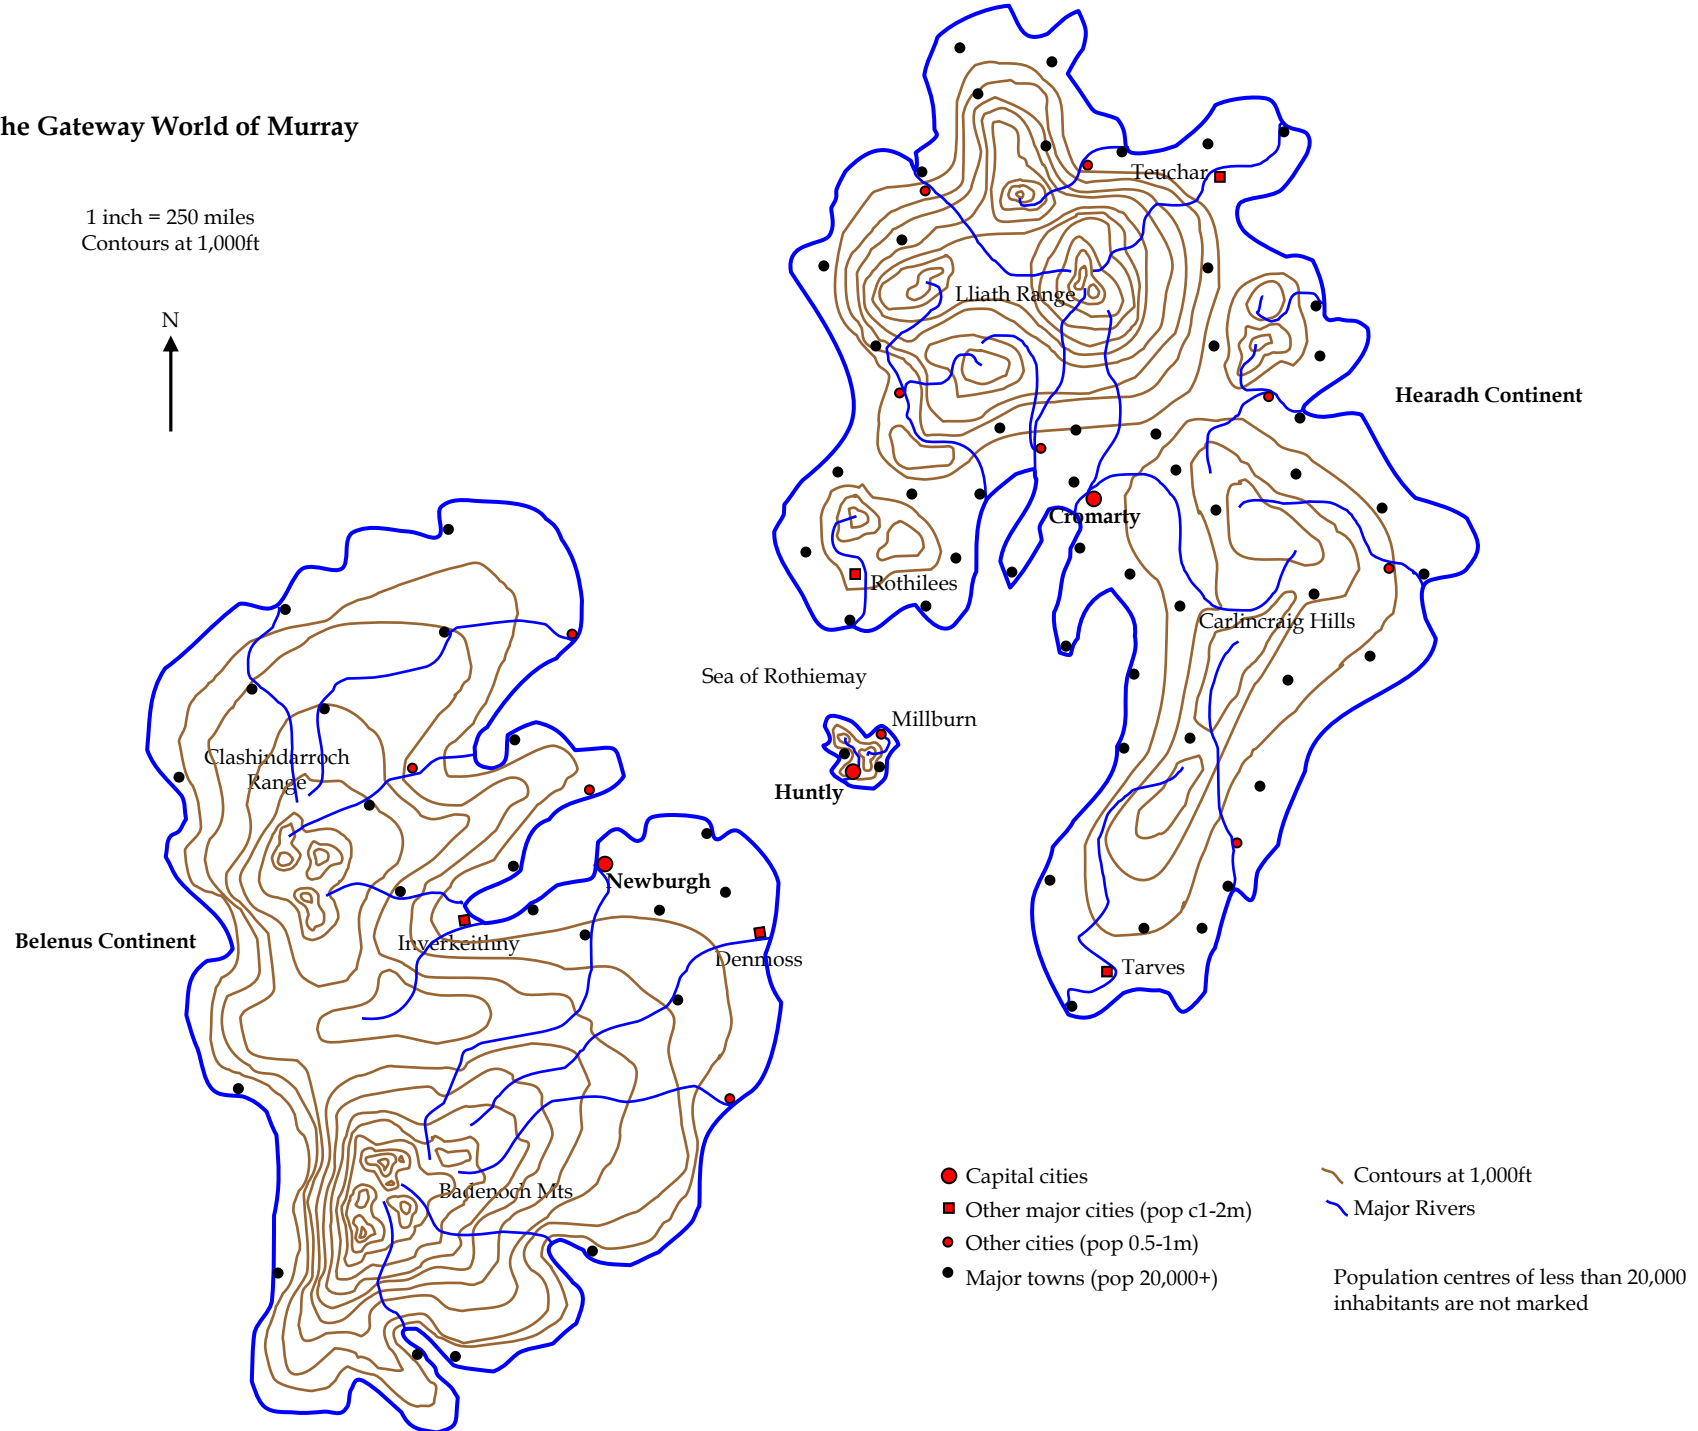 he Gateway World of Murray
1 inch = 250 miles
Contours at 1,000ft
N
Teuchar
Lliath Range
Hearadh Continent
Cromarty
Rothilees
Carlincraig Hills
Sea of Rothiemay
Millburn
Huntly
Clashindarroch
Range
Newburgh
Belenus Continent
Inverkeithny
Denmoss
Tarves
Badenoch Mts
Capital cities
Other major cities (pop c1-2m)
Other cities (pop 0.5-1m)
Major towns (pop 20,000+)
Contours at 1,000ft
Major Rivers
Population centres of less than 20,000
inhabitants are not marked